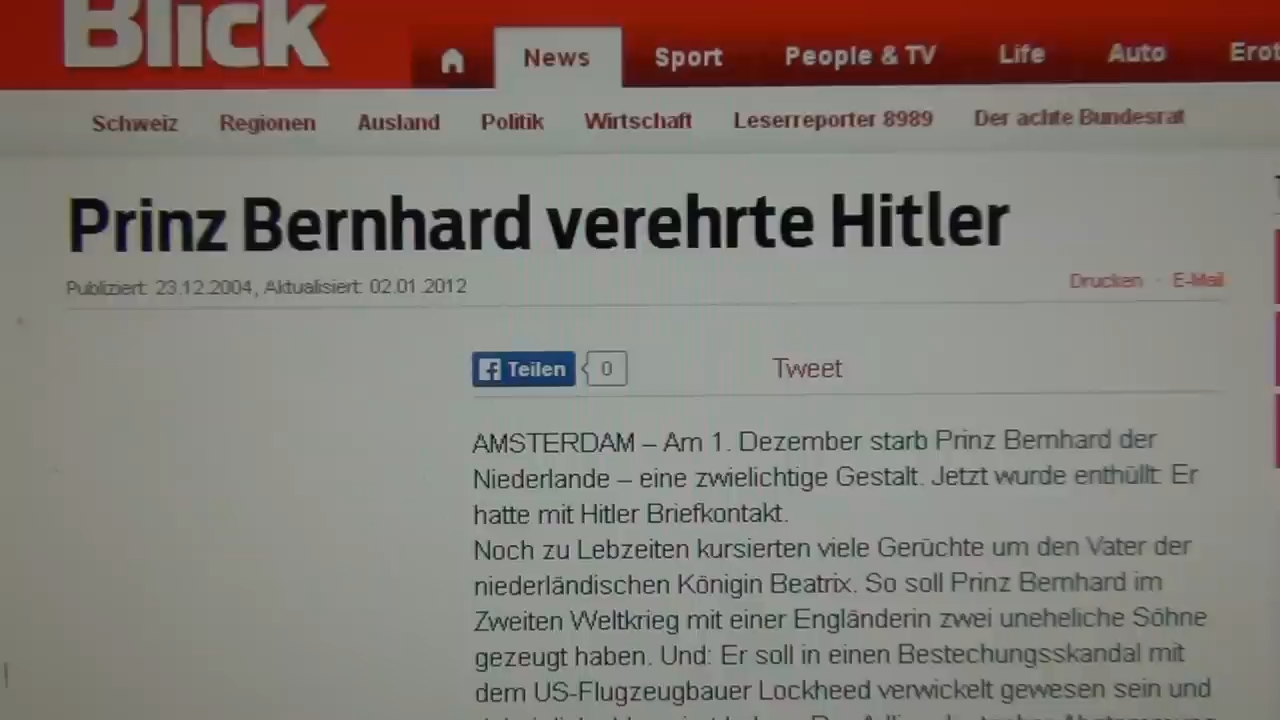 Blick
News Sport People & TV Life Auto
Schweiz Regionen Ausland Politik Wirtschaft Leserreporter 8989 Der achte Bundesrat
Prinz Bernhard verehrte Hitler
Publiziert: 23.12.2004, Aktualisiert: 02.01.2012 Drucken · E-Mail
Teilen 0 Tweet
AMSTERDAM – Am 1. Dezember starb Prinz Bernhard der
Niederlande – eine zwielichtige Gestalt. Jetzt wurde enthüllt: Er
hatte mit Hitler Briefkontakt.
Noch zu Lebzeiten kursierten viele Gerüchte um den Vater der
niederländischen Königin Beatrix. So soll Prinz Bernhard im
Zweiten Weltkrieg mit einer Engländerin zwei uneheliche Söhne
gezeugt haben. Und: Er soll in einen Bestechungsskandal mit
dem US-Flugzeugbauer Lockheed verwickelt gewesen sein und